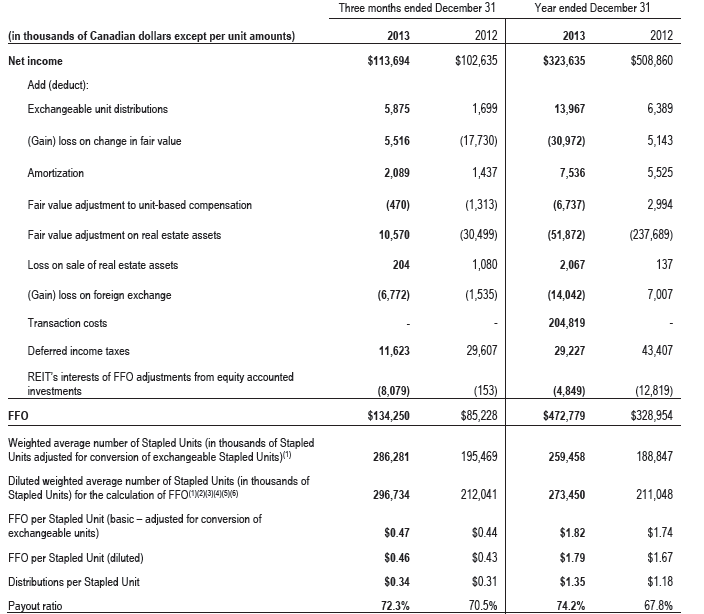 Three months ended December 31 Year ended December 31
(in thousands of Canadian dollars except per unit amounts) 2013 2012 2013 2012
Net income $113,694 $102,635 $323,635 $508,860
Add (deduct):
Exchangeable unit distributions 5,875 1,699 13,967 6,389
(Gain) loss on change in fair value 5,516 (17,730) (30,972) 5,143
Amortization 2,089 1,437 7,536 5,525
Fair value adjustment to unit-based compensation (470) (1,313) (6,737) 2,994
Fair value adjustment on real estate assets 10,570 (30,499) (51,872) (237,689)
Loss on sale of real estate assets 204 1,080 2,067 137
(Gain) loss on foreign exchange (6,772) (1,535) (14,042) 7,007
Transaction costs - - 204,819 -
Deferred income taxes 11,623 29,607 29,227 43,407
REIT's interests of FFO adjustments from equity accounted
investments (8,079) (153) (4,849) (12,819)
FFO $134,250 $85,228 $472,779 $328,954
Weighted average number of Stapled Units (in thousands of Stapled
Units adjusted for conversion of exchangeable Stapled Units)(1) 286,281 195,469 259,458 188,847
Diluted weighted average number of Stapled Units (in thousands of
Stapled Units) for the calculation of FFO(1)(2)(3)(4)(5)(6) 296,734 212,041 273,450 211,048
FFO per Stapled Unit (basic – adjusted for conversion of
exchangeable units) $0.47 $0.44 $1.82 $1.74
FFO per Stapled Unit (diluted) $0.46 $0.43 $1.79 $1.67
Distributions per Stapled Unit $0.34 $0.31 $1.35 $1.18
Payout ratio 72.3% 70.5% 74.2% 67.8%